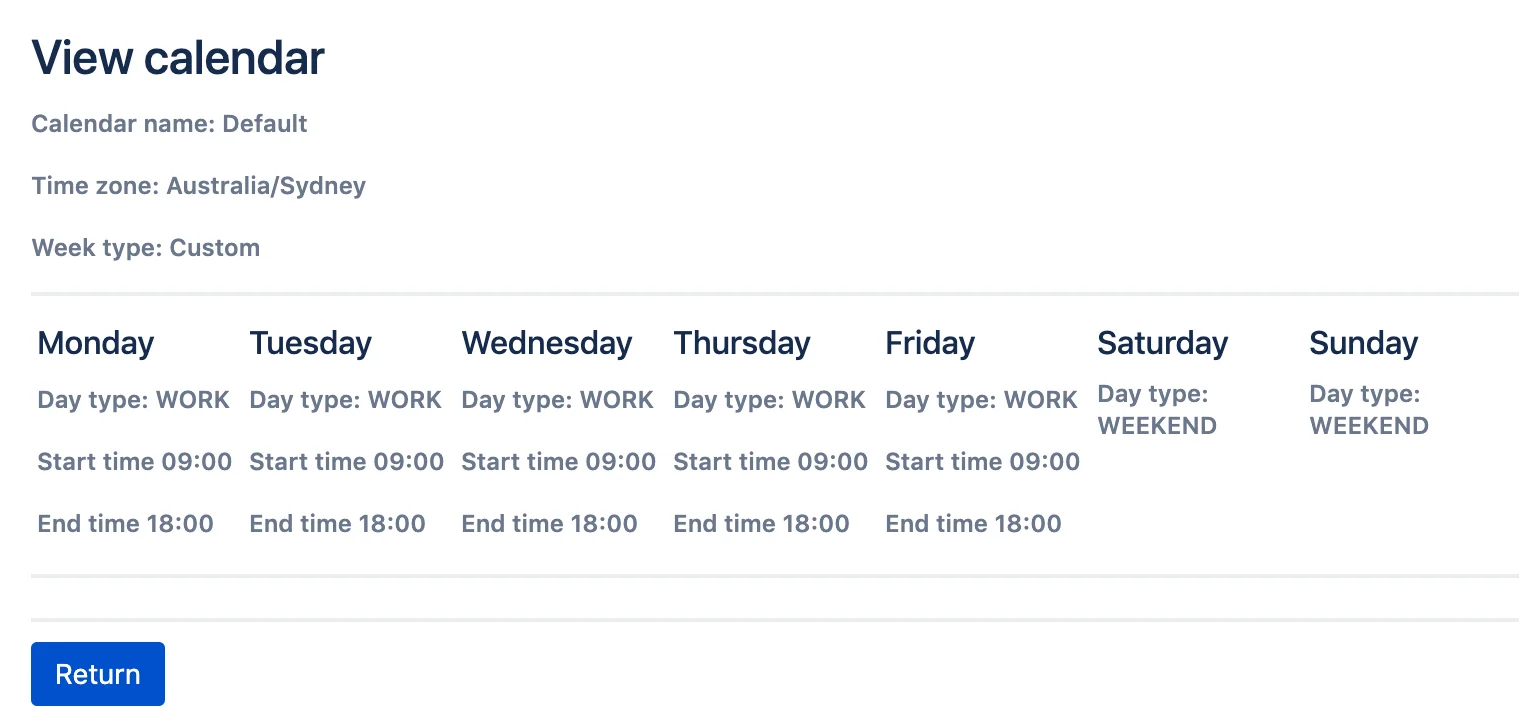 View calendar
Calendar name: Default
Time zone: Australia/Sydney
Week type: Custom
Monday Tuesday Wednesday Thursday Friday Saturday Sunday
Day type: WORK Day type: WORK Day type: WORK Day type: WORK Day type: WORK Day type: WEEKEND Day type: WEEKEND
Start time 09:00 Start time 09:00 Start time 09:00 Start time 09:00 Start time 09:00
End time 18:00 End time 18:00 End time 18:00 End time 18:00 End time 18:00
Return